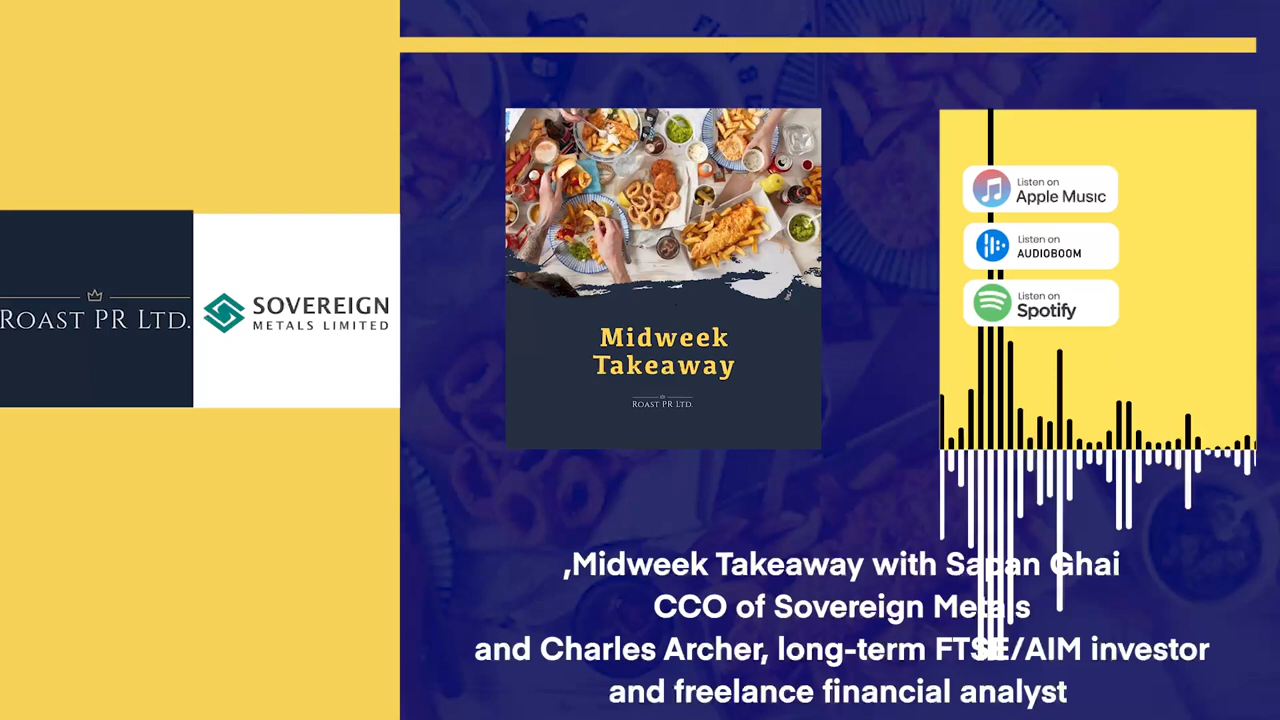 ROAST PR LTD.
SOVEREIGN
METALS LIMITED
Midweek
Takeaway
ROAST PR LTD.
Listen on
Apple Music
Listen on
AUDIOBOOM
Listen on
Spotify
,Midweek Takeaway with Sapan Ghai
CCO of Sovereign Metals
and Charles Archer, long-term FTSE/AIM investor
and freelance financial analyst